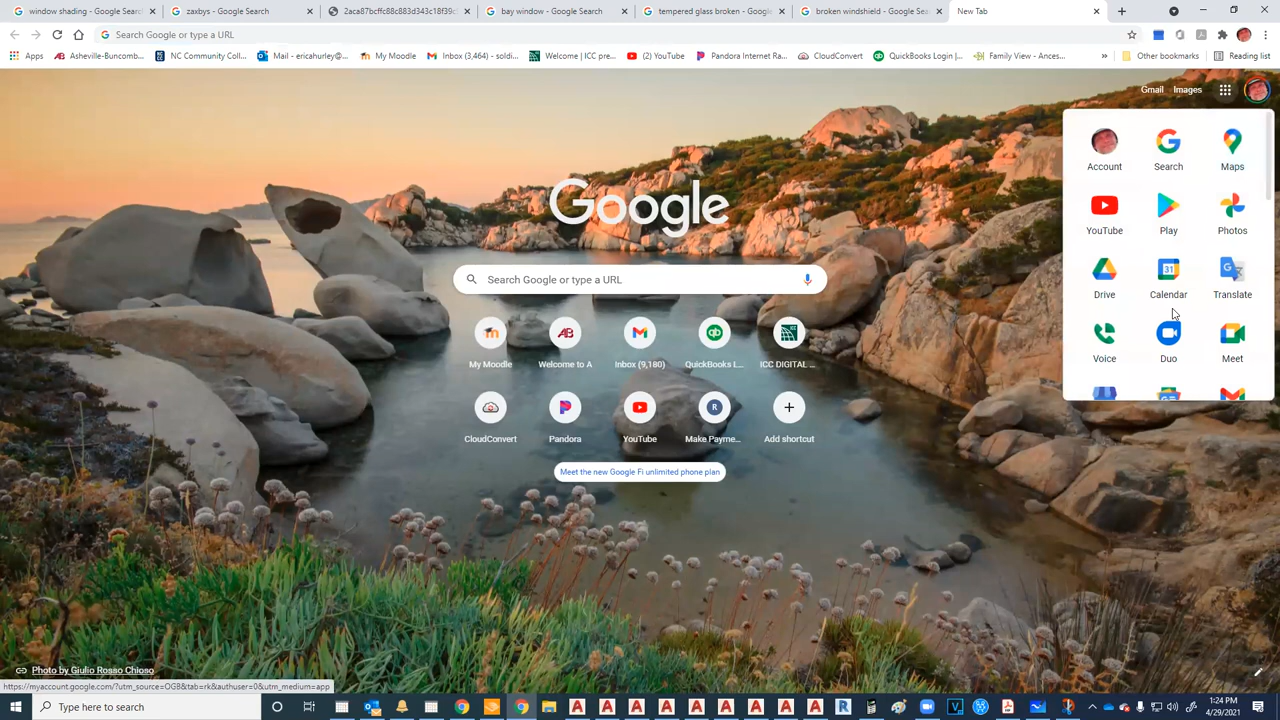 window shading - Google Search
zaxbys - Google Search
2aca87bcffc88c883d343c18f39cb
bay window - Google Search
tempered glass broken - Google
broken windshield - Google Sea
New Tab
Search Google or type a URL
Apps
Asheville-Buncomb...
NC Community Coll...
Mail - ericahurley@...
My Moodle
Inbox (3,464) - soldi...
Welcome | ICC pre...
(2) YouTube
Pandora Internet Ra...
CloudConvert
QuickBooks Login |...
Family View - Ances...
»
Other bookmarks
Reading list
Gmail
Images
Account
Search
Maps
YouTube
Play
Photos
Drive
31
Calendar
Translate
Voice
Duo
Meet
Google
Search Google or type a URL
My Moodle
Welcome to A
Inbox (9,180)
QuickBooks L...
ICC DIGITAL ...
CloudConvert
Pandora
YouTube
R
Make Payme...
Add shortcut
Meet the new Google Fi unlimited phone plan
Photo by Giulio Rosso Chioso
https://myaccount.google.com/?utm_source=OGB&tab=rk&authuser=0&utm_medium=app
Type here to search
1:24 PM
4/29/2021